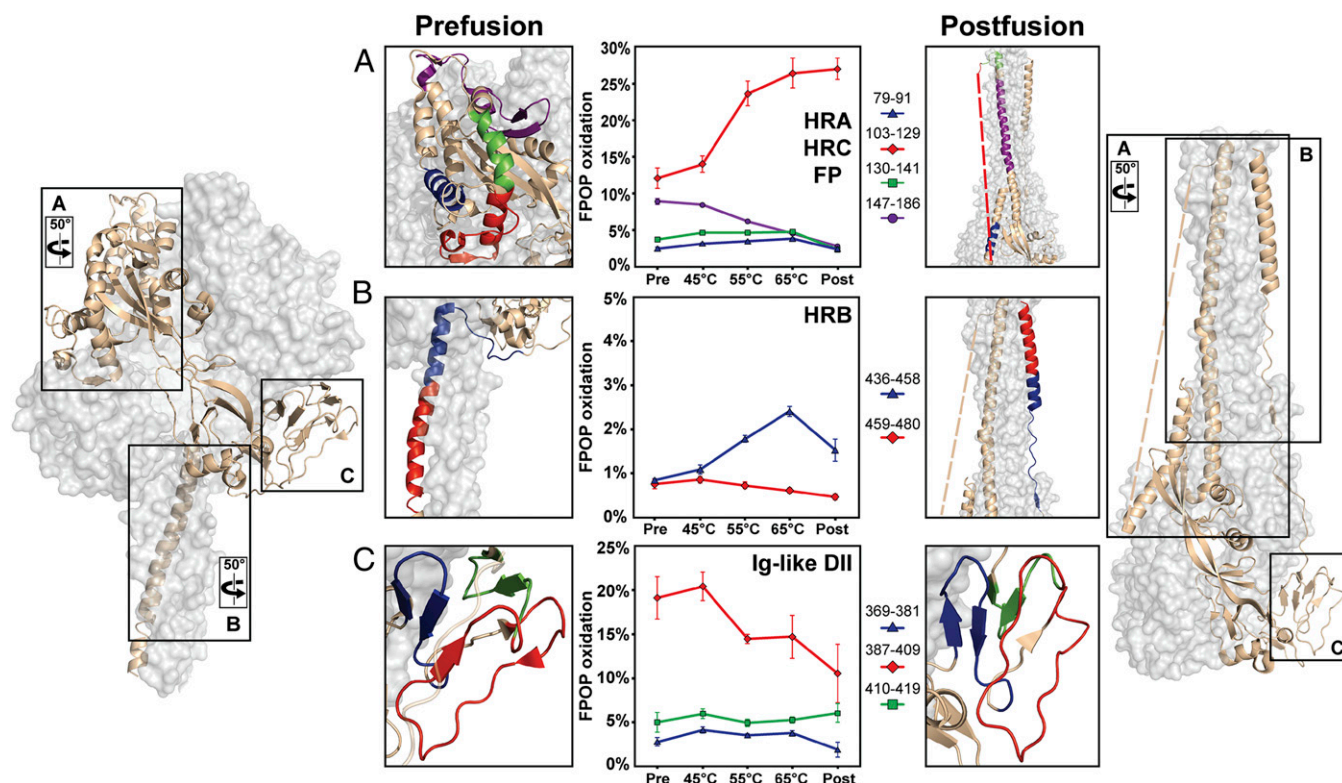 Prefusion
Postfusion
A
50°
B
50°
C
A
30%
25%
20%
15%
10%
5%
0%
FPOP oxidation
HRA
HRC
FP
Pre 45°C 55°C 65°C Post
79-91
103-129
130-141
147-186
B
5%
4%
3%
2%
1%
0%
FPOP oxidation
HRB
Pre 45°C 55°C 65°C Post
436-458
459-480
C
25%
20%
15%
10%
5%
0%
FPOP oxidation
Ig-like DII
Pre 45°C 55°C 65°C Post
369-381
387-409
410-419
A
50°
B
C